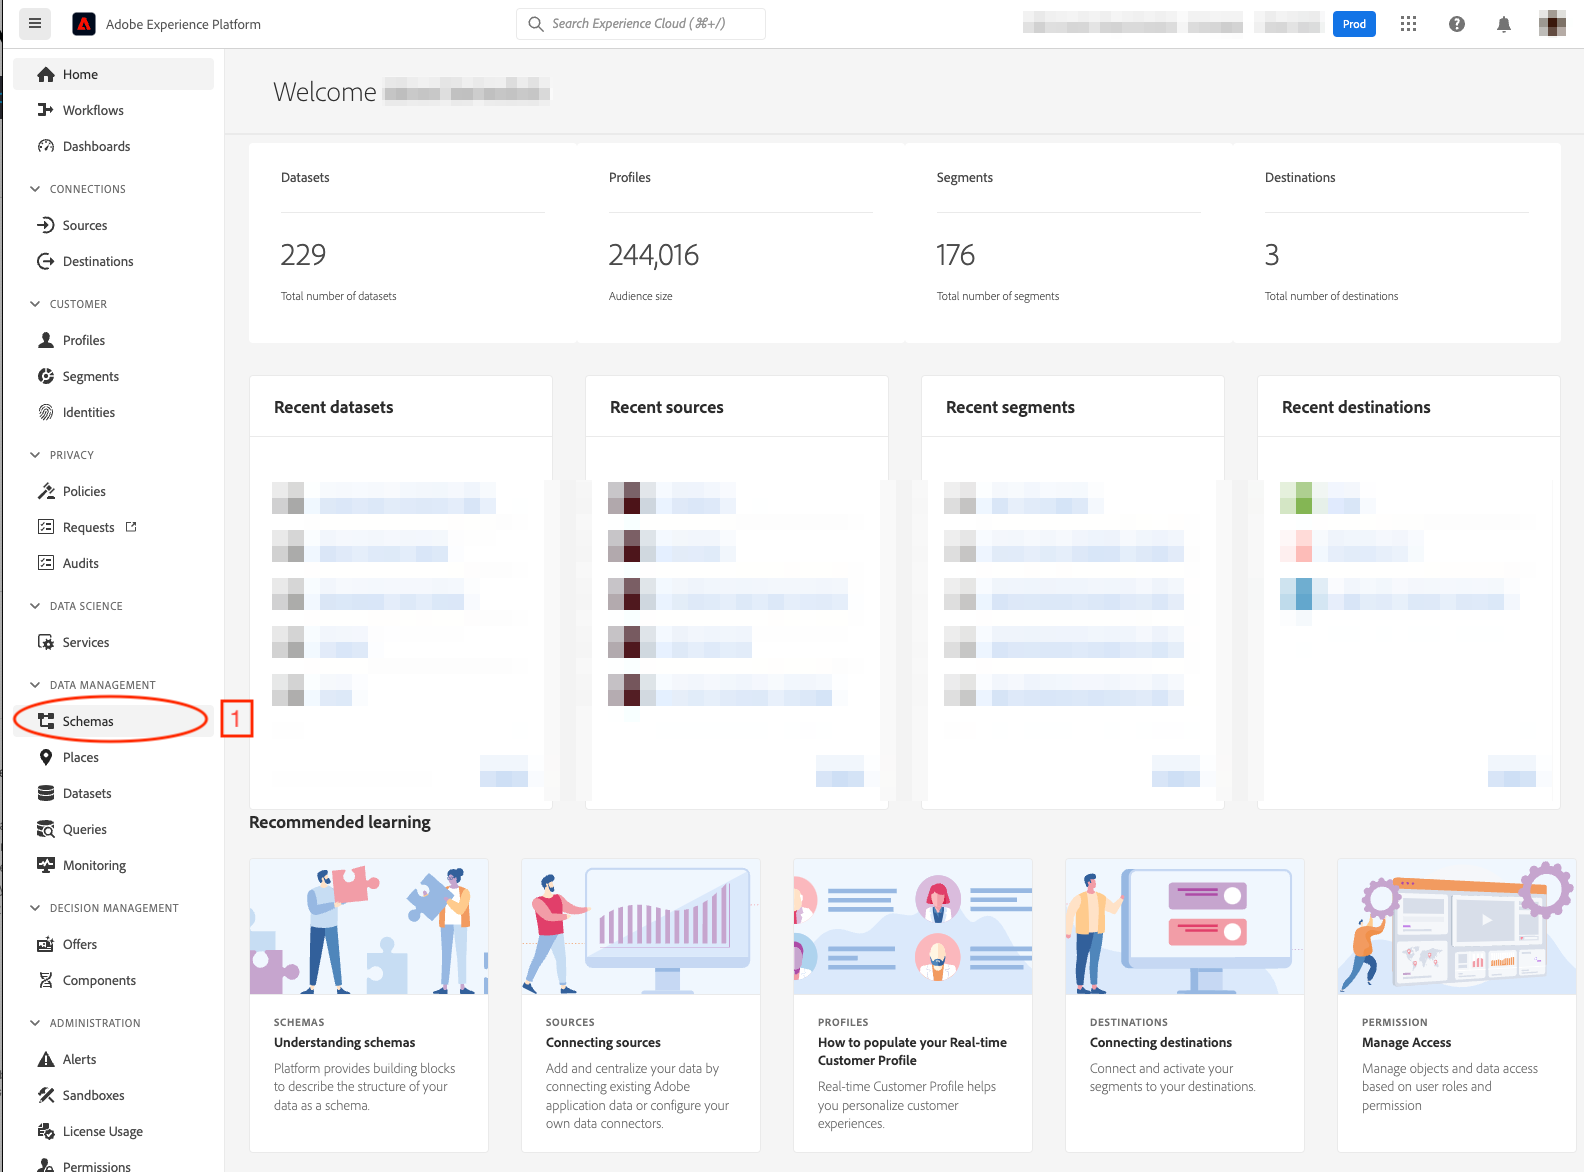 Adobe Experience Platform
Search Experience Cloud (⌘+/)
Prod
Home
Workflows
Dashboards
CONNECTIONS
Sources
Destinations
CUSTOMER
Profiles
Segments
Identities
PRIVACY
Policies
Requests
Audits
DATA SCIENCE
Services
DATA MANAGEMENT
Schemas
1
Places
Datasets
Queries
Monitoring
DECISION MANAGEMENT
Offers
Components
ADMINISTRATION
Alerts
Sandboxes
License Usage
Permissions
Welcome
Datasets
229
Total number of datasets
Profiles
244,016
Audience size
Segments
176
Total number of segments
Destinations
3
Total number of destinations
Recent datasets
Recent sources
Recent segments
Recent destinations
Recommended learning
SCHEMAS
Understanding schemas
Platform provides building blocks
to describe the structure of your
data as a schema.
SOURCES
Connecting sources
Add and centralize your data by
connecting existing Adobe
application data or configure your
own data connectors.
PROFILES
How to populate your Real-time
Customer Profile
Real-time Customer Profile helps
you personalize customer
experiences.
DESTINATIONS
Connecting destinations
Connect and activate your
segments to your destinations.
PERMISSION
Manage Access
Manage objects and data access
based on user roles and
permission